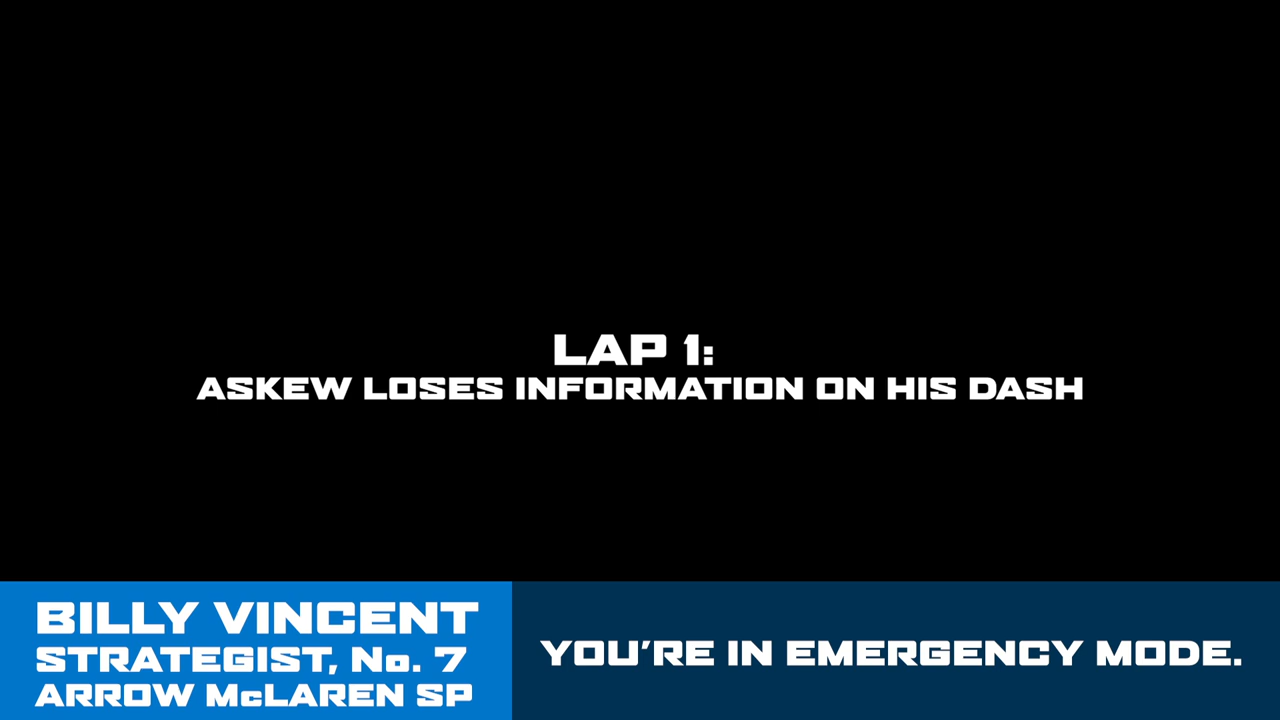 LAP 1:
ASKEW LOSES INFORMATION ON HIS DASH
BILLY VINCENT
STRATEGIST, No. 7
ARROW McLAREN SP
YOU'RE IN EMERGENCY MODE.